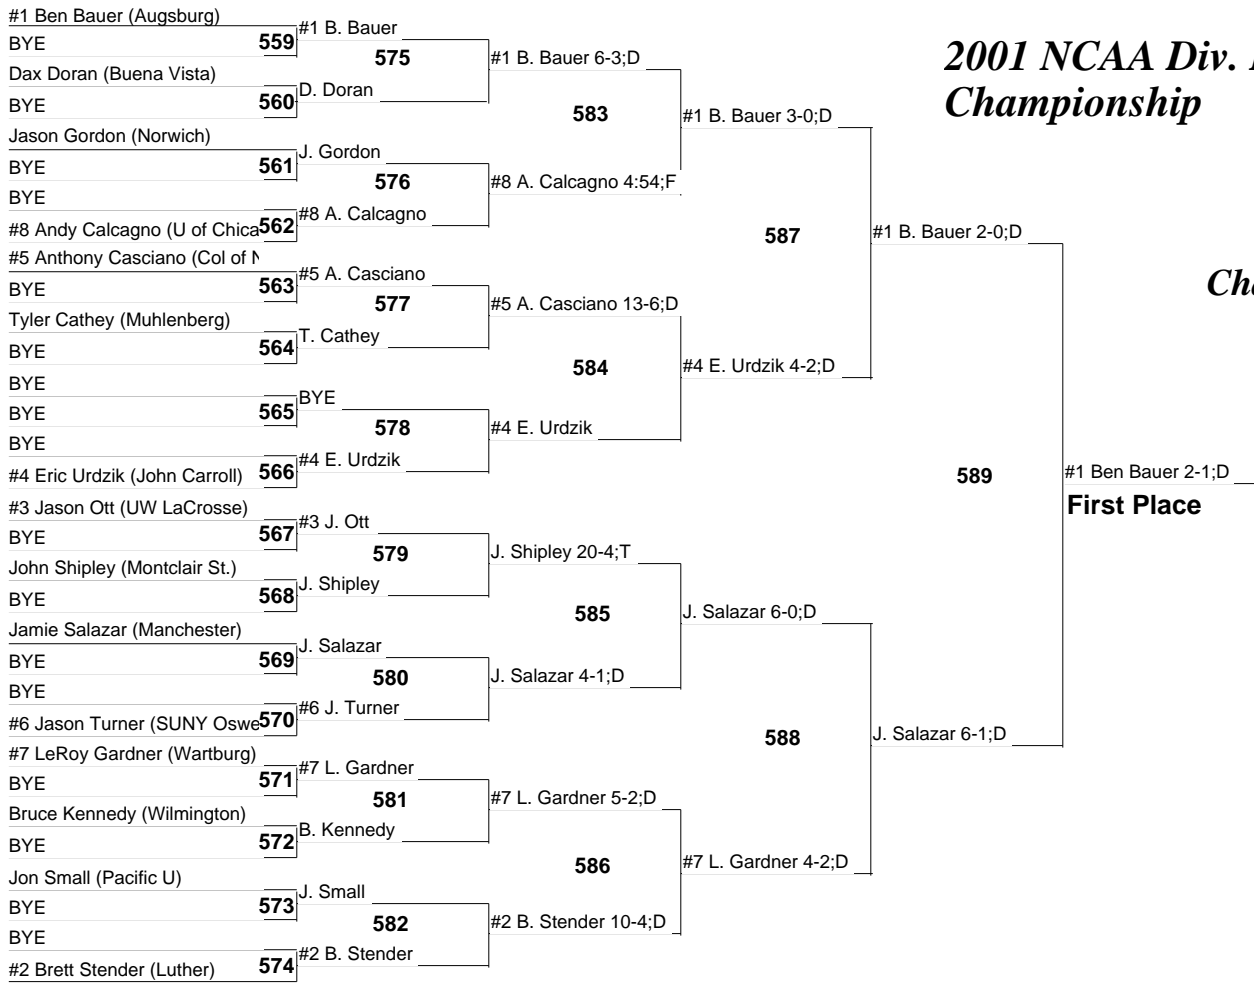 #1 Ben Bauer (Augsburg)
BYE
559
Dax Doran (Buena Vista)
BYE
560
Jason Gordon (Norwich)
BYE
561
BYE
#8 Andy Calcagno (U of Chica
562
#5 Anthony Casciano (Col of N
BYE
563
Tyler Cathey (Muhlenberg)
BYE
564
BYE
BYE
565
BYE
#4 Eric Urdzik (John Carroll)
566
#3 Jason Ott (UW LaCrosse)
BYE
567
John Shipley (Montclair St.)
BYE
568
Jamie Salazar (Manchester)
BYE
569
BYE
#6 Jason Turner (SUNY Oswe
570
#7 LeRoy Gardner (Wartburg)
BYE
571
Bruce Kennedy (Wilmington)
BYE
572
Jon Small (Pacific U)
BYE
573
BYE
#2 Brett Stender (Luther)
574
#1 B. Bauer
575
D. Doran
J. Gordon
576
#8 A. Calcagno
#5 A. Casciano
577
T. Cathey
BYE
578
#4 E. Urdzik
#3 J. Ott
579
J. Shipley
J. Salazar
580
#6 J. Turner
#7 L. Gardner
581
B. Kennedy
J. Small
582
#2 B. Stender
#1 B. Bauer 6-3;D
583
#8 A. Calcagno 4:54;F
#5 A. Casciano 13-6;D
584
#4 E. Urdzik
J. Shipley 20-4;T
585
J. Salazar 4-1;D
#7 L. Gardner 5-2;D
586
#2 B. Stender 10-4;D
#1 B. Bauer 3-0;D
587
#4 E. Urdzik 4-2;D
J. Salazar 6-0;D
588
#7 L. Gardner 4-2;D
#1 B. Bauer 2-0;D
589
J. Salazar 6-1;D
#1 Ben Bauer 2-1;D
First Place
2001 NCAA Div. I
Championship
Cha